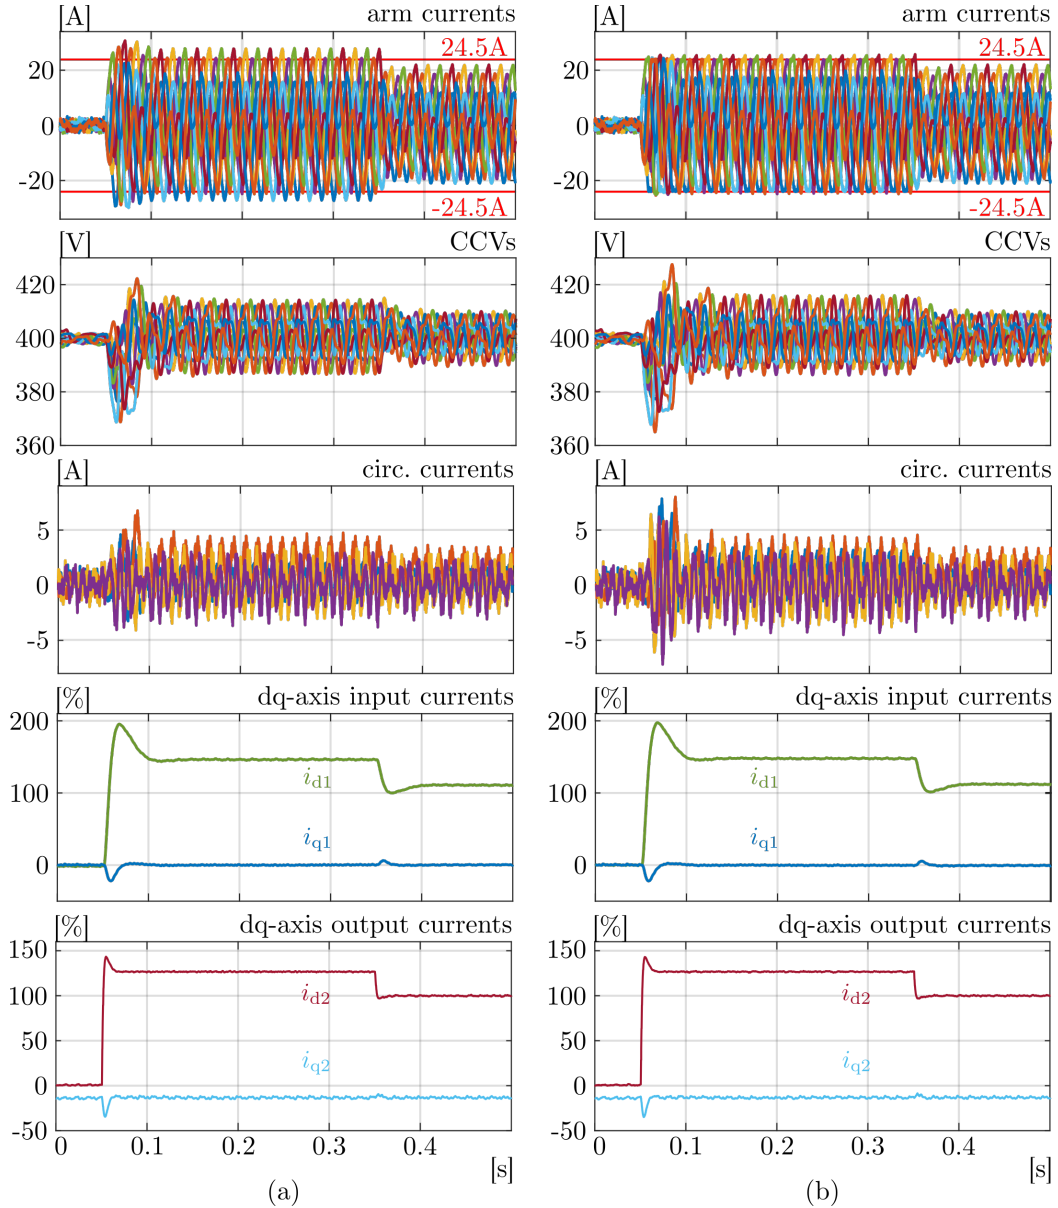 [A] arm currents
24.5A
20
0
-20
-24.5A
[V] CCVs
420
400
380
360
[A] circ. currents
5
0
-5
[%] dq-axis input currents
200
i_d1
100
i_q1
0
[%] dq-axis output currents
150
100
i_d2
50
i_q2
0
-50
0 0.1 0.2 0.3 0.4
[s]
(a)
[A] arm currents
24.5A
20
0
-20
-24.5A
[V] CCVs
420
400
380
360
[A] circ. currents
5
0
-5
[%] dq-axis input currents
200
i_d1
100
i_q1
0
[%] dq-axis output currents
150
100
i_d2
50
i_q2
0
-50
0 0.1 0.2 0.3 0.4
[s]
(b)